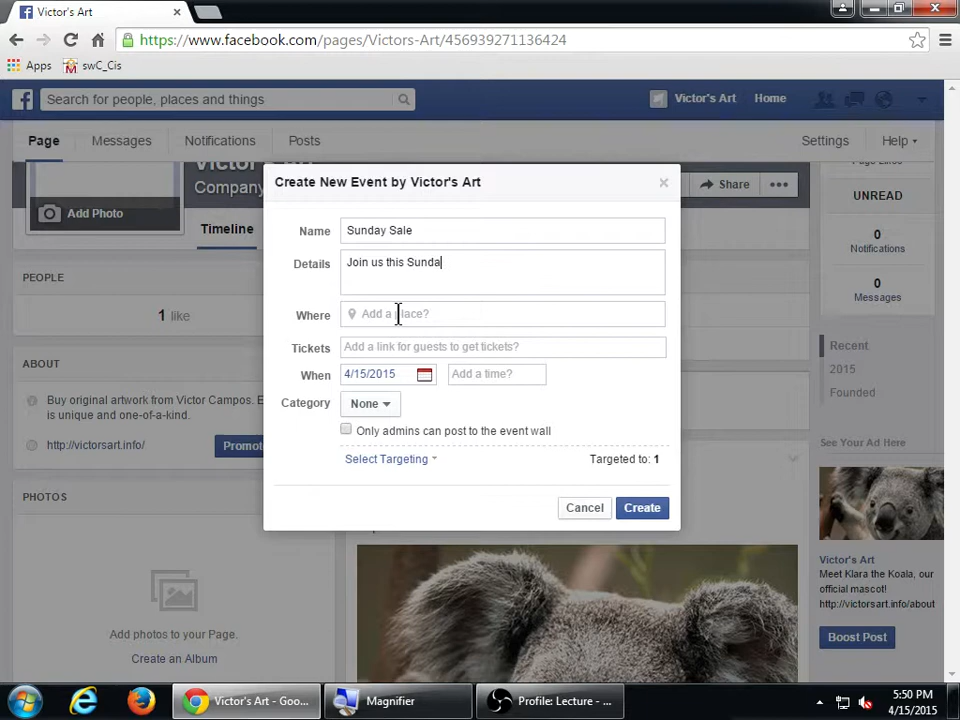 Victor's Art
https://www.facebook.com/pages/Victors-Art/456939271136424
Apps swC_Cis
Search for people, places and things
Victor's Art Home
Page Messages Notifications Posts Settings Help
Company
Add Photo
Timeline
Share
PEOPLE
1 like
ABOUT
Buy original artwork from Victor Campos. E
is unique and one-of-a-kind.
http://victorsart.info/
Promot
PHOTOS
Add photos to your Page.
Create an Album
Create New Event by Victor's Art
Name Sunday Sale
Details Join us this Sunda
Where Add a place?
Tickets Add a link for guests to get tickets?
When 4/15/2015 Add a time?
Category None
Only admins can post to the event wall
Select Targeting Targeted to: 1
Cancel Create
UNREAD
0
Notifications
0
Messages
Recent
2015
Founded
See Your Ad Here
Victor's Art
Meet Klara the Koala, our
official mascot!
http://victorsart.info/about
Boost Post
Victor's Art - Goo...
Magnifier
Profile: Lecture - ...
5:50 PM
4/15/2015